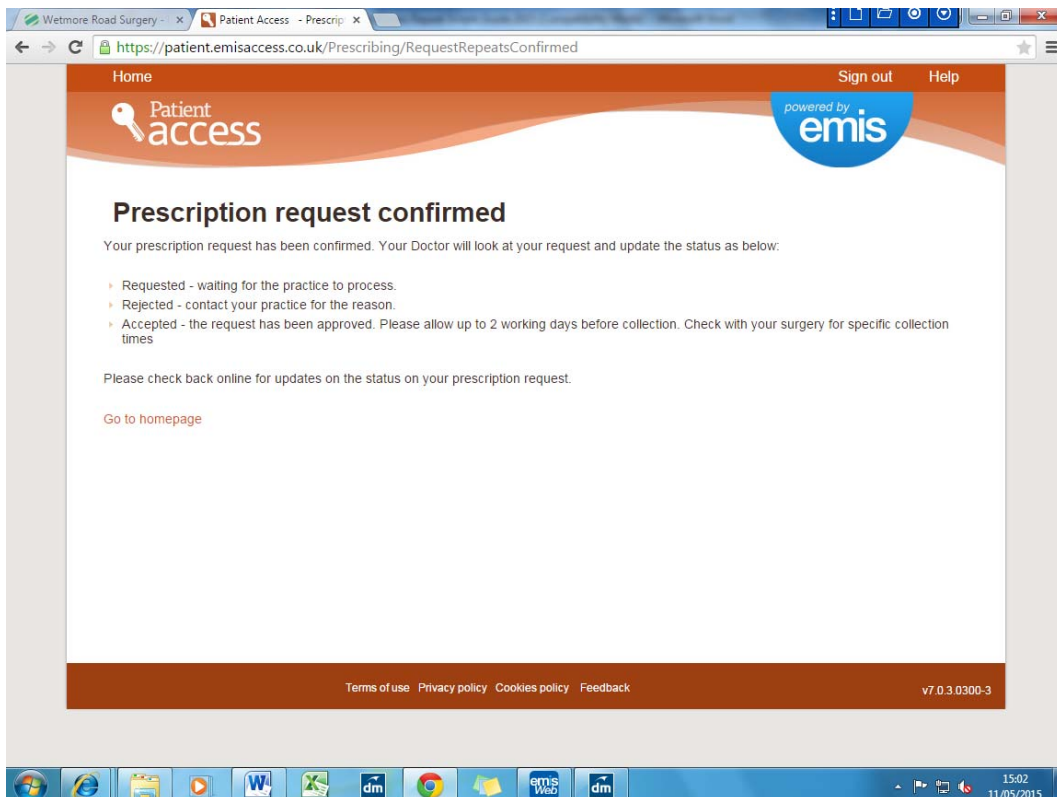 Wetmore Road Surgery -
Patient Access - Prescrip
https://patient.emisaccess.co.uk/Prescribing/RequestRepeatsConfirmed
Home Sign out Help
Patient
access
powered by
emis
Prescription request confirmed
Your prescription request has been confirmed. Your Doctor will look at your request and update the status as below:
Requested - waiting for the practice to process.
Rejected - contact your practice for the reason.
Accepted - the request has been approved. Please allow up to 2 working days before collection. Check with your surgery for specific collection
times
Please check back online for updates on the status on your prescription request.
Go to homepage
Terms of use Privacy policy Cookies policy Feedback v7.0.3.0300-3
W dm emis
Web dm
15:02
11/05/2015